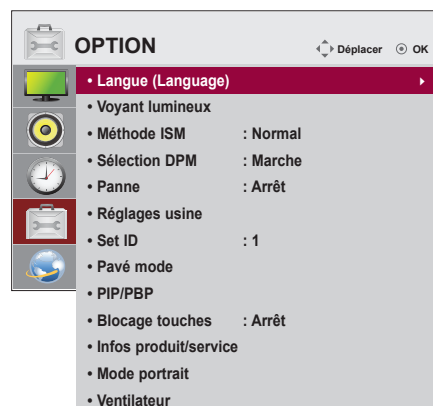 OPTION
Déplacer OK
• Langue (Language)
• Voyant lumineux
• Méthode ISM : Normal
• Sélection DPM : Marche
• Panne : Arrêt
• Réglages usine
• Set ID : 1
• Pavé mode
• PIP/PBP
• Blocage touches : Arrêt
• Infos produit/service
• Mode portrait
• Ventilateur